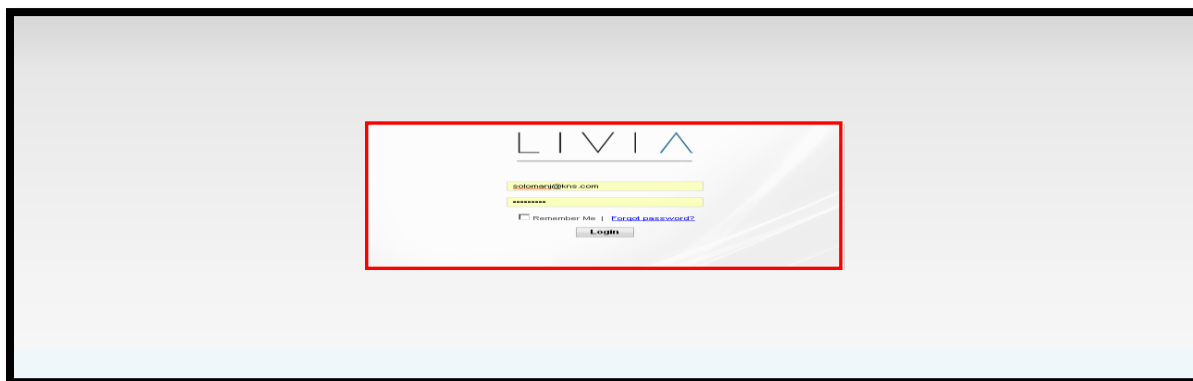 LIVIA
solomanj@kns.com
•••••••••
Remember Me | Forgot password?
Login